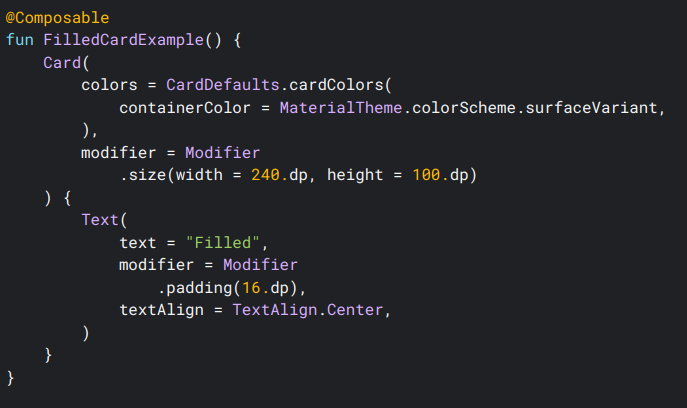 @Composable
fun FilledCardExample() {
    Card(
        colors = CardDefaults.cardColors(
            containerColor = MaterialTheme.colorScheme.surfaceVariant,
        ),
        modifier = Modifier
            .size(width = 240.dp, height = 100.dp)
    ) {
        Text(
            text = "Filled",
            modifier = Modifier
                .padding(16.dp),
            textAlign = TextAlign.Center,
        )
    }
}